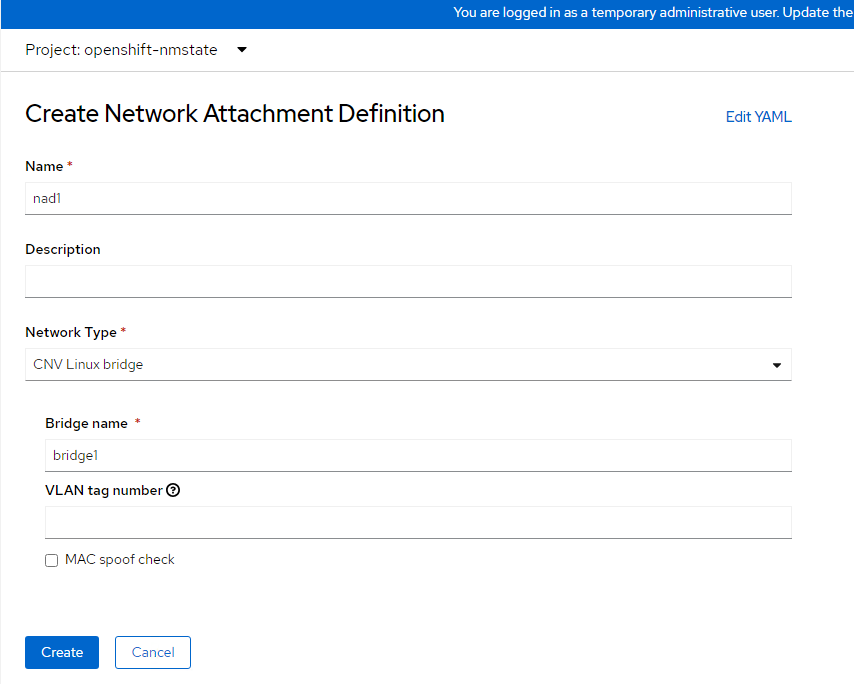 You are logged in as a temporary administrative user. Update the
Project: openshift-nmstate
Create Network Attachment Definition
Edit YAML
Name *
nad1
Description
Network Type *
CNV Linux bridge
Bridge name *
bridge1
VLAN tag number
MAC spoof check
Create
Cancel